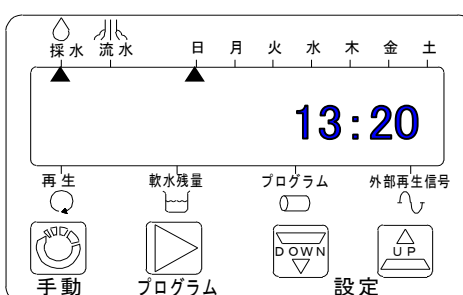 採水 流水 日 月 火 水 木 金 土
13:20
再生 軟水残量 プログラム 外部再生信号
DOWN UP
手動 プログラム 設定